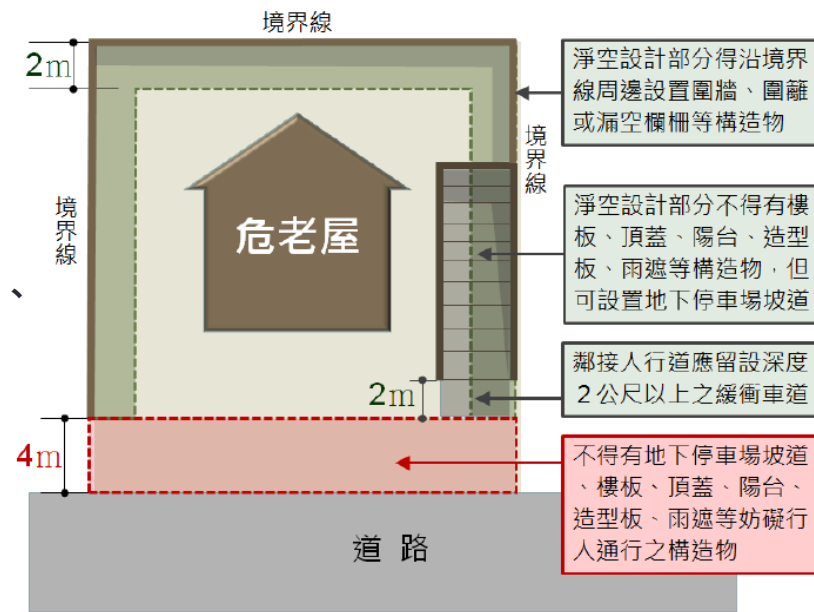 境界線
2m
淨空設計部分得沿境界
線周邊設置圍牆、圍籬
或漏空欄柵等構造物
境界線
境界線
危老屋
淨空設計部分不得有樓
板、頂蓋、陽台、造型
板、雨遮等構造物，但
可設置地下停車場坡道
、
2m
鄰接人行道應留設深度
2公尺以上之緩衝車道
4m
不得有地下停車場坡道
、樓板、頂蓋、陽台、
造型板、雨遮等妨礙行
人通行之構造物
道路